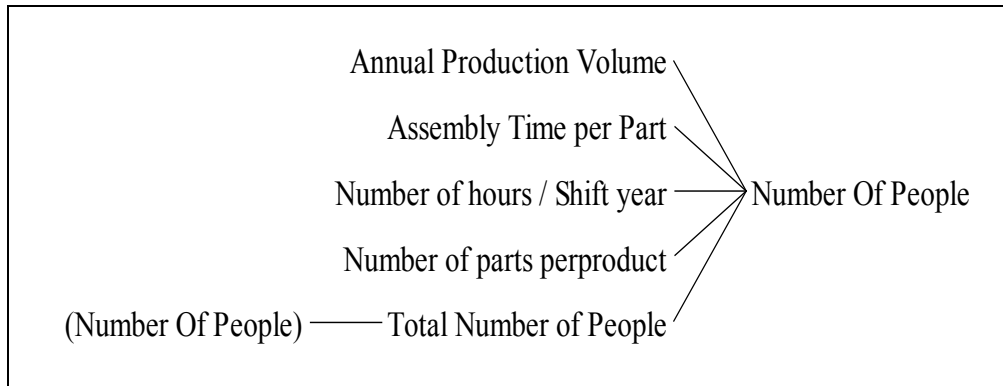 Annual Production Volume
Assembly Time per Part
Number of hours / Shift year
Number Of People
Number of parts perproduct
(Number Of People)
Total Number of People